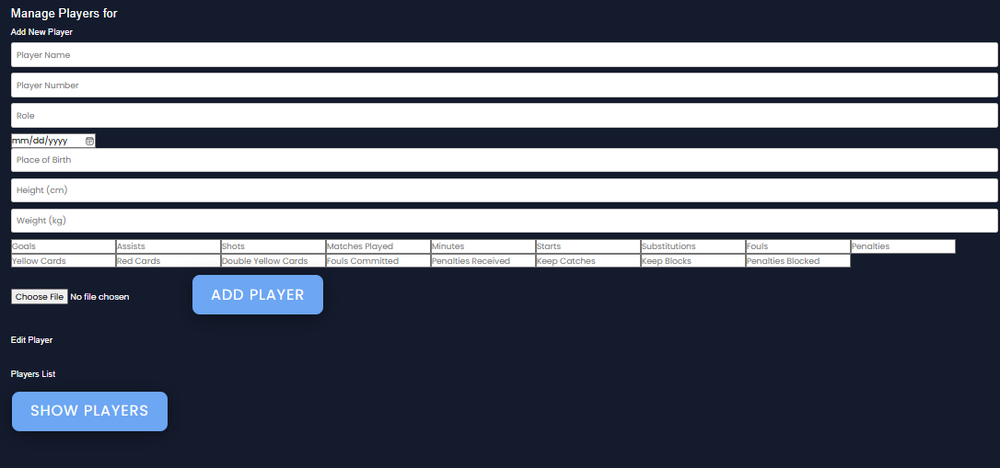 Manage Players for
Add New Player
Player Name
Player Number
Role
mm/dd/yyyy
Place of Birth
Height (cm)
Weight (kg)
Goals Assists Shots Matches Played Minutes Starts Substitutions Fouls Penalties
Yellow Cards Red Cards Double Yellow Cards Fouls Committed Penalties Received Keep Catches Keep Blocks Penalties Blocked
Choose File No file chosen ADD PLAYER
Edit Player
Players List
SHOW PLAYERS